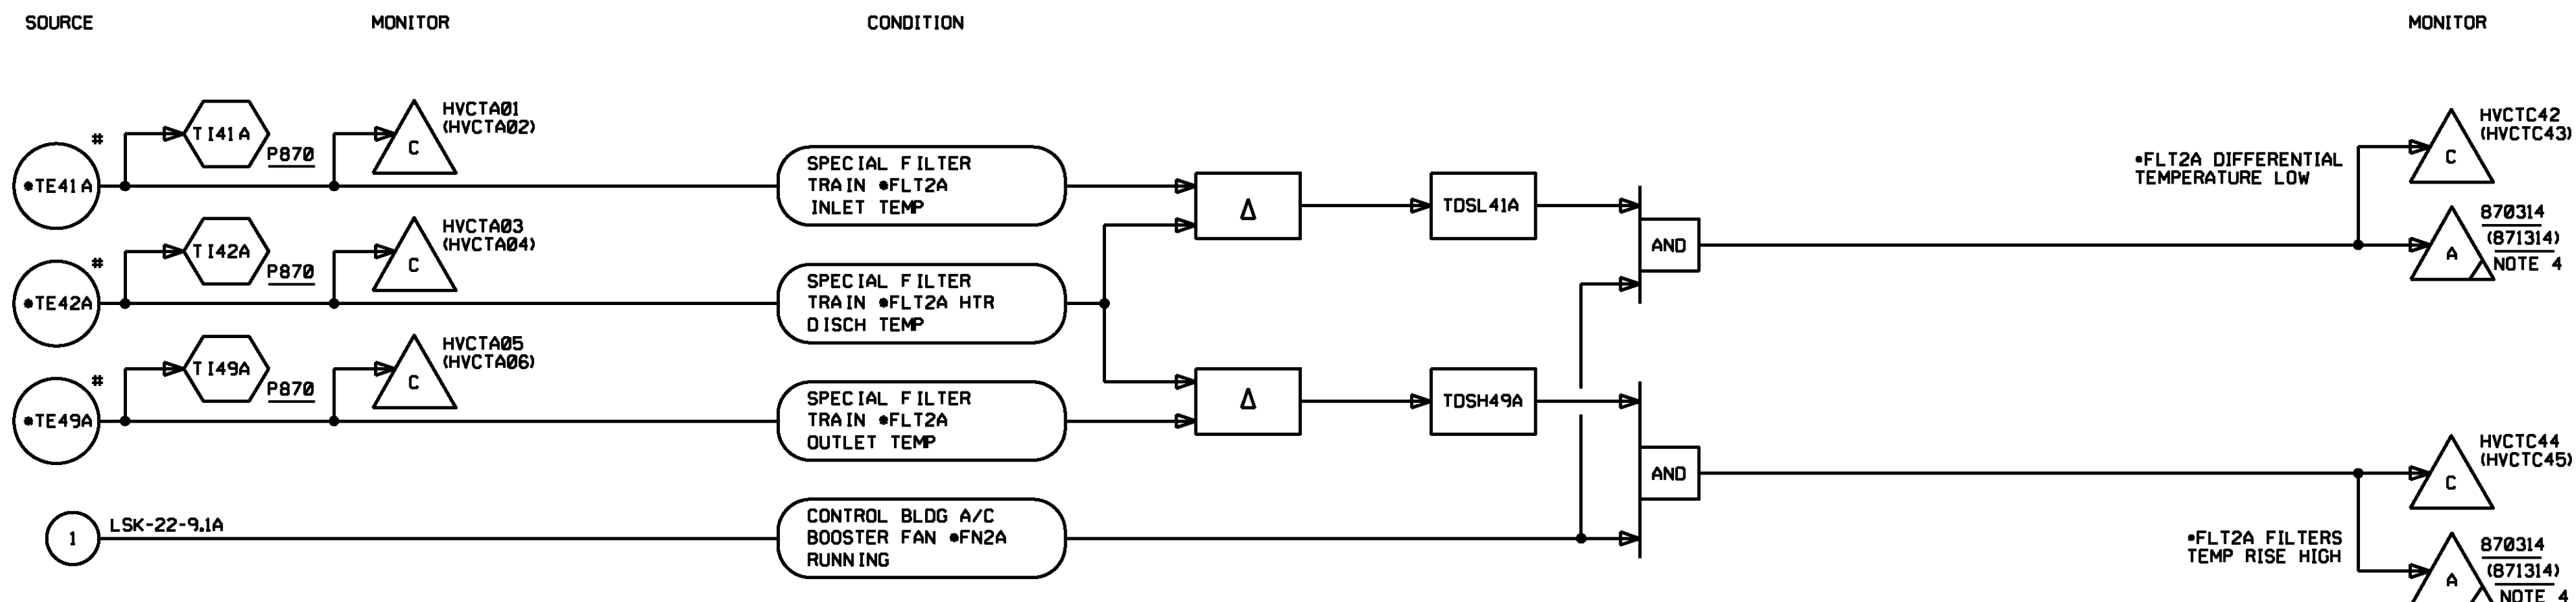 SOURCE MONITOR CONDITION MONITOR
*TE41A
#
TI41A
P870
C
HVCTA01
(HVCTA02)
SPECIAL FILTER
TRAIN *FLT2A
INLET TEMP
*TE42A
#
TI42A
P870
C
HVCTA03
(HVCTA04)
SPECIAL FILTER
TRAIN *FLT2A HTR
DISCH TEMP
*TE49A
#
TI49A
P870
C
HVCTA05
(HVCTA06)
SPECIAL FILTER
TRAIN *FLT2A
OUTLET TEMP
1
LSK-22-9.1A
CONTROL BLDG A/C
BOOSTER FAN *FN2A
RUNNING
Δ
TDSL41A
AND
Δ
TDSH49A
AND
*FLT2A DIFFERENTIAL
TEMPERATURE LOW
C
HVCTC42
(HVCTC43)
A
870314
(871314)
NOTE 4
C
HVCTC44
(HVCTC45)
*FLT2A FILTERS
TEMP RISE HIGH
A
870314
(871314)
NOTE 4